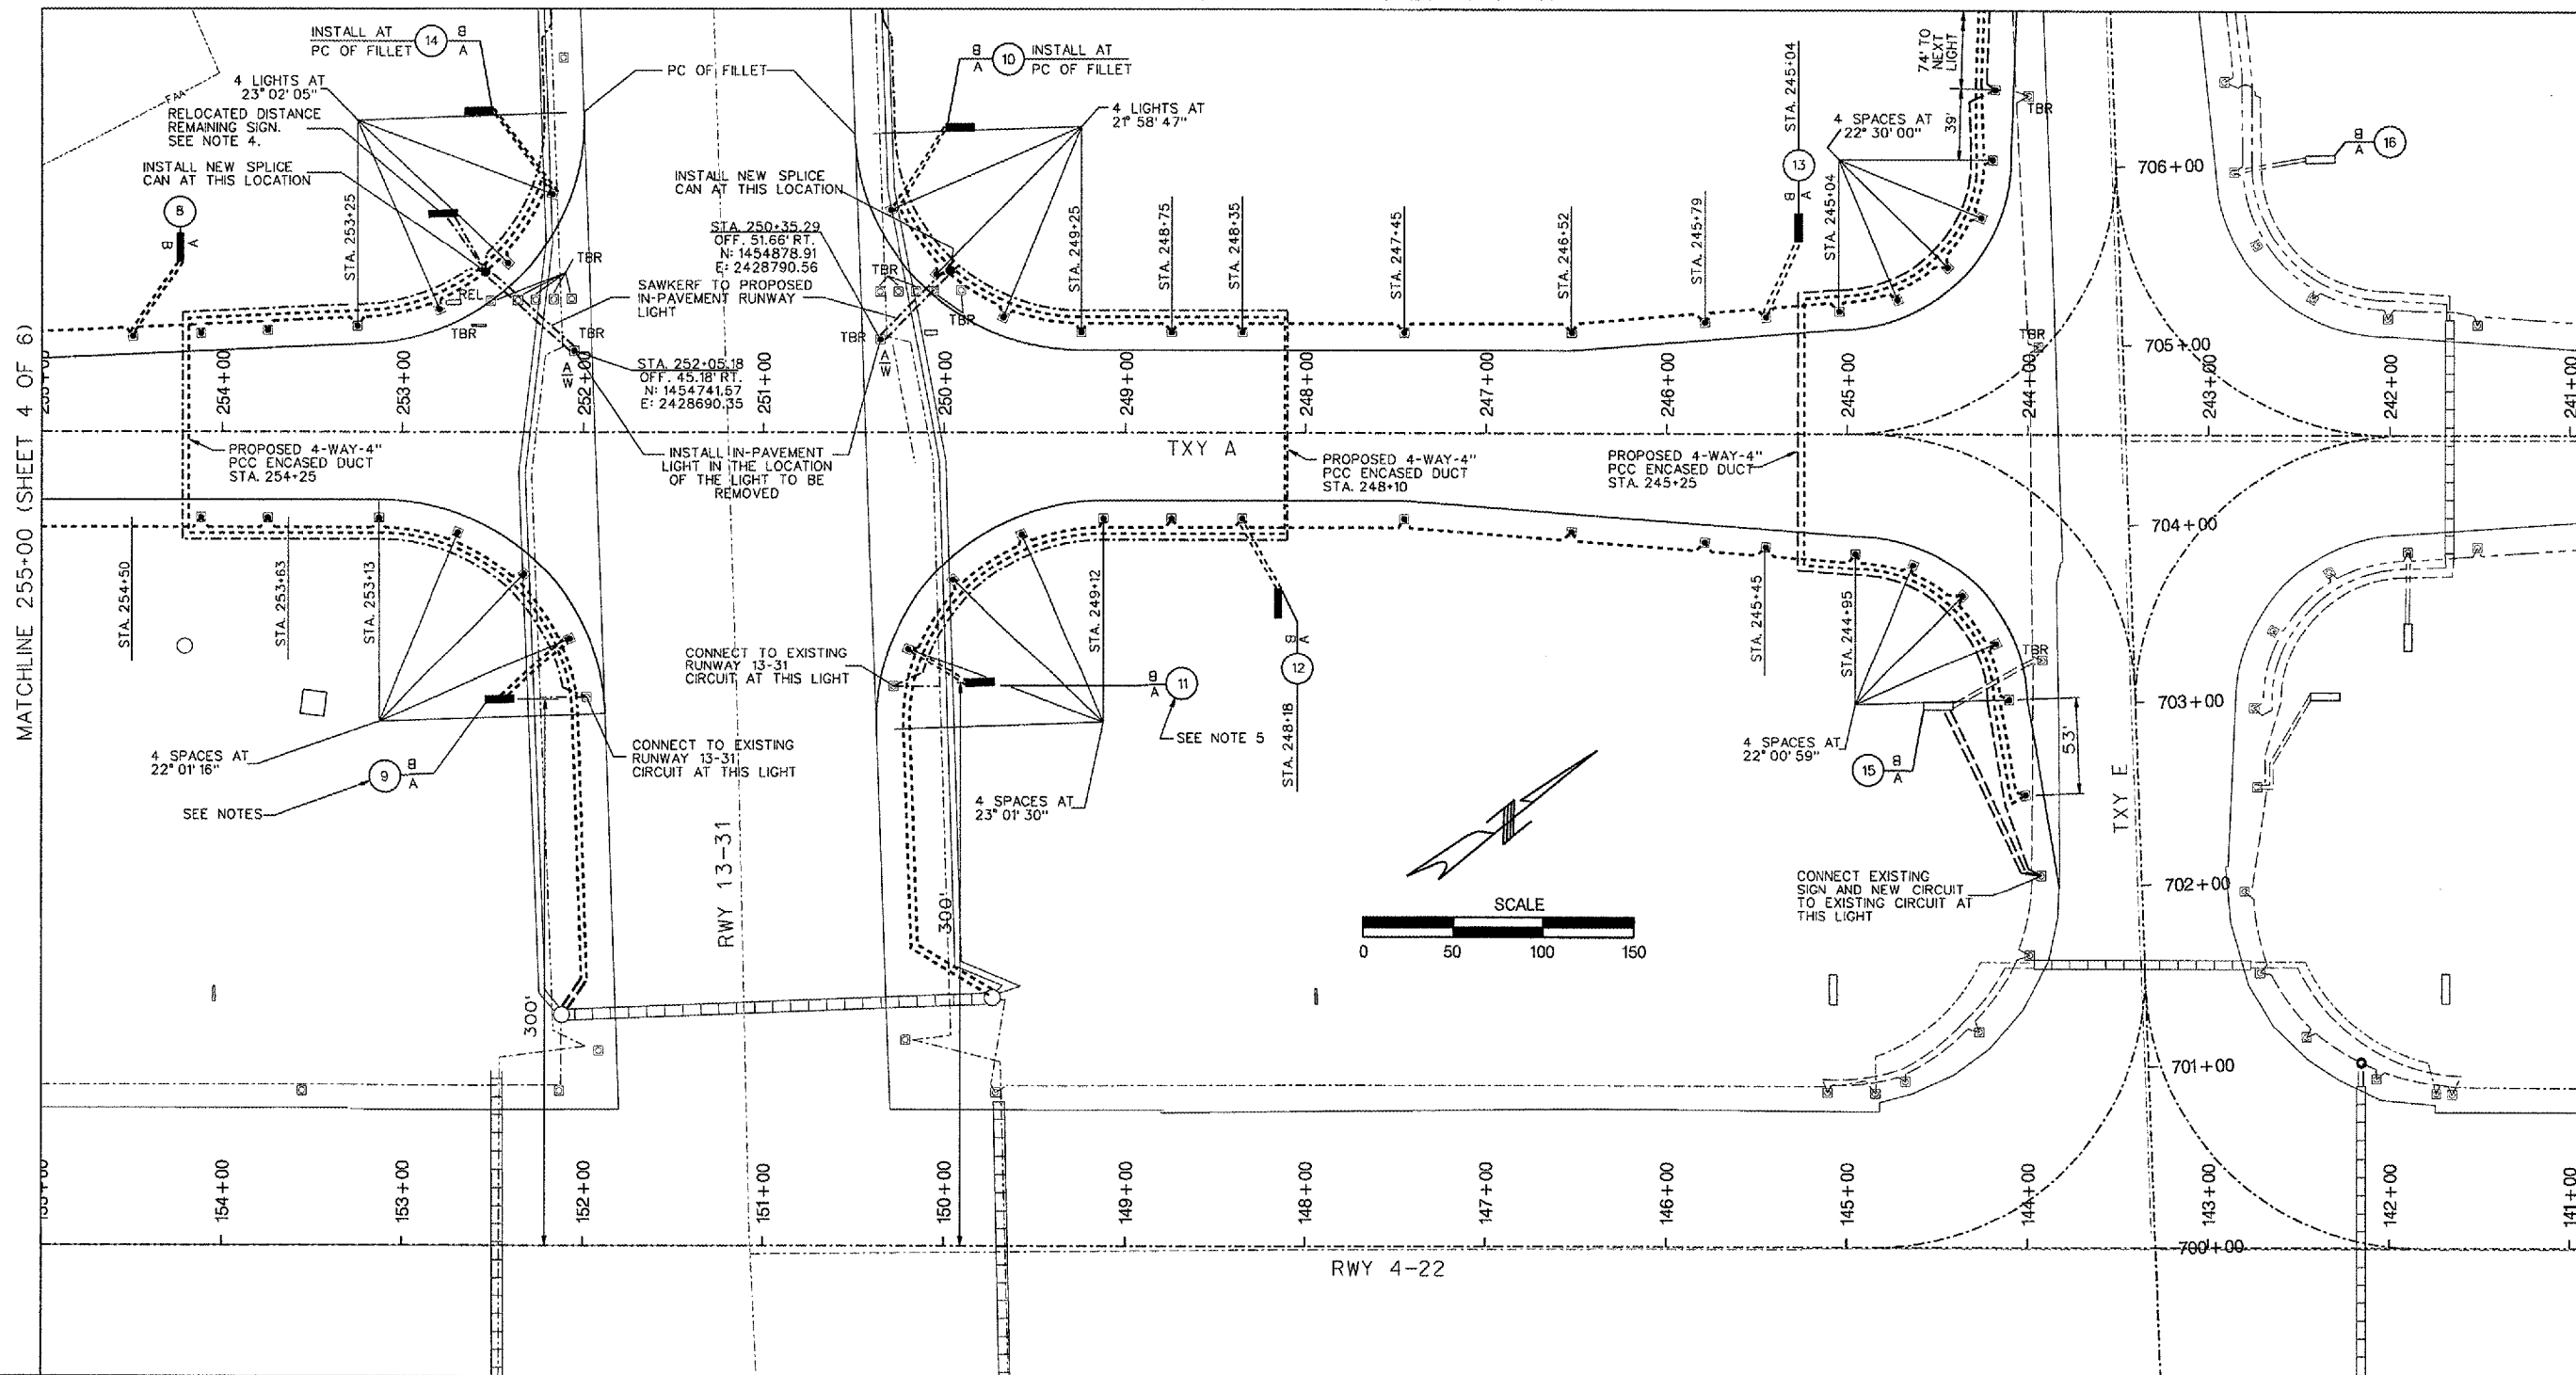 INSTALL AT
PC OF FILLET
14
B
A
B
A
10
INSTALL AT
PC OF FILLET
4 LIGHTS AT
23° 02' 05"
FAA
RELOCATED DISTANCE
REMAINING SIGN.
SEE NOTE 4.
INSTALL NEW SPLICE
CAN AT THIS LOCATION
8
B
A
PC OF FILLET
4 LIGHTS AT
21° 58' 47"
INSTALL NEW SPLICE
CAN AT THIS LOCATION
STA. 250+35.29
OFF. 51.66' RT.
N: 1454878.91
E: 2428790.56
SAWKERF TO PROPOSED
IN-PAVEMENT RUNWAY
LIGHT
STA. 253+25
REL
TBR
TBR
TBR
TBR
TBR
TBR
A
W
A
W
STA. 252+05.18
OFF. 45.18' RT.
N: 1454741.57
E: 2428690.35
INSTALL IN-PAVEMENT
LIGHT IN THE LOCATION
OF THE LIGHT TO BE
REMOVED
STA. 249+25
STA. 248+75
STA. 248+35
STA. 247+45
STA. 246+52
STA. 245+79
STA. 245+04
13
B
A
STA. 245+04
4 SPACES AT
22° 30' 00"
74' TO
NEXT
LIGHT
39'
TBR
TBR
B
A
16
706+00
705+00
704+00
703+00
702+00
701+00
700+00
MATCHLINE 255+00 (SHEET 4 OF 6)
254+00
253+00
252+00
251+00
250+00
249+00
248+00
247+00
246+00
245+00
244+00
243+00
242+00
241+00
TXY A
PROPOSED 4-WAY-4"
PCC ENCASED DUCT
STA. 254+25
PROPOSED 4-WAY-4"
PCC ENCASED DUCT
STA. 248+10
PROPOSED 4-WAY-4"
PCC ENCASED DUCT
STA. 245+25
STA. 254+50
STA. 253+63
STA. 253+13
4 SPACES AT
22° 01' 16"
9
B
A
SEE NOTES
CONNECT TO EXISTING
RUNWAY 13-31
CIRCUIT AT THIS LIGHT
CONNECT TO EXISTING
RUNWAY 13-31
CIRCUIT AT THIS LIGHT
STA. 249+12
B
A
11
SEE NOTE 5
4 SPACES AT
23° 01' 30"
B
A
12
STA. 248+18
STA. 245+45
STA. 244+95
4 SPACES AT
22° 00' 59"
15
B
A
TBR
53'
TXY E
CONNECT EXISTING
SIGN AND NEW CIRCUIT
TO EXISTING CIRCUIT AT
THIS LIGHT
RWY 13-31
300'
300'
SCALE
0
50
100
150
154+00
153+00
152+00
151+00
150+00
149+00
148+00
147+00
146+00
145+00
144+00
143+00
142+00
141+00
RWY 4-22